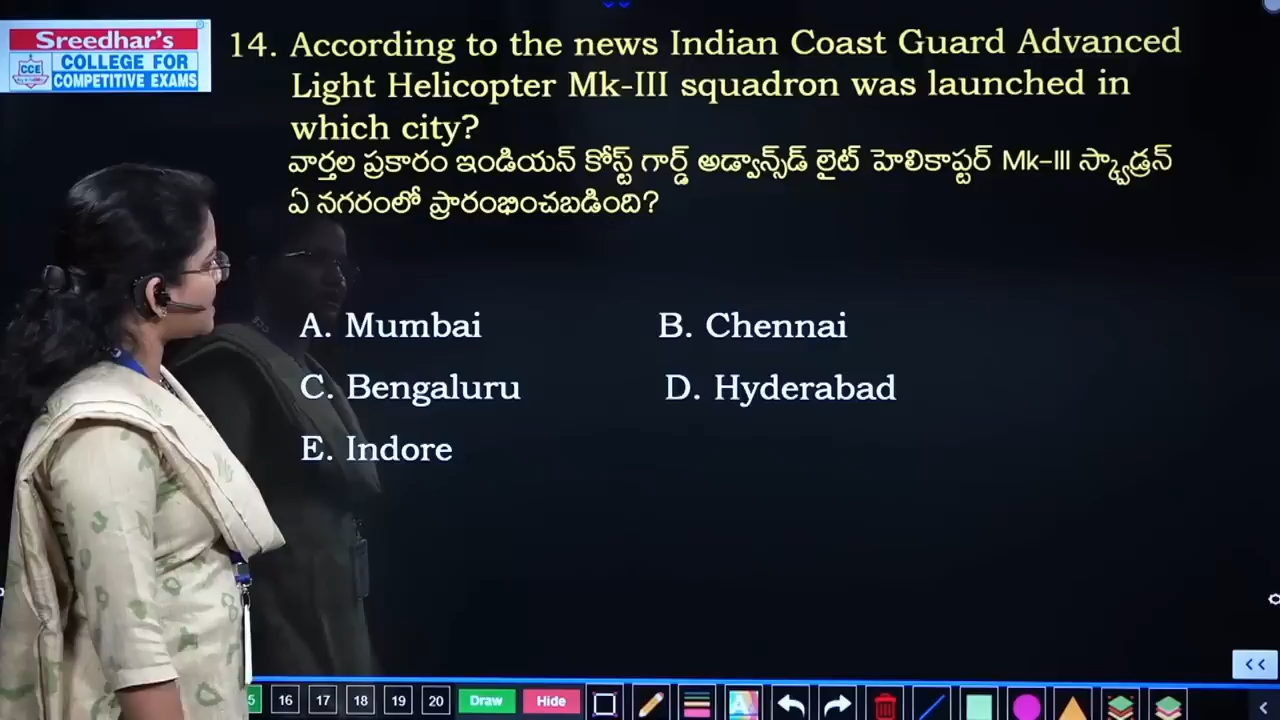 Sreedhar's
CCE
COLLEGE FOR
COMPETITIVE EXAMS
14. According to the news Indian Coast Guard Advanced
Light Helicopter Mk-III squadron was launched in
which city?
వార్తల ప్రకారం ఇండియన్ కోస్ట్ గార్డ్ అడ్వాన్స్‌డ్ లైట్ హెలికాప్టర్ Mk-III స్క్వాడ్రన్
ఏ నగరంలో ప్రారంభించబడింది?
A. Mumbai
B. Chennai
C. Bengaluru
D. Hyderabad
E. Indore
<<
5 16 17 18 19 20 Draw Hide